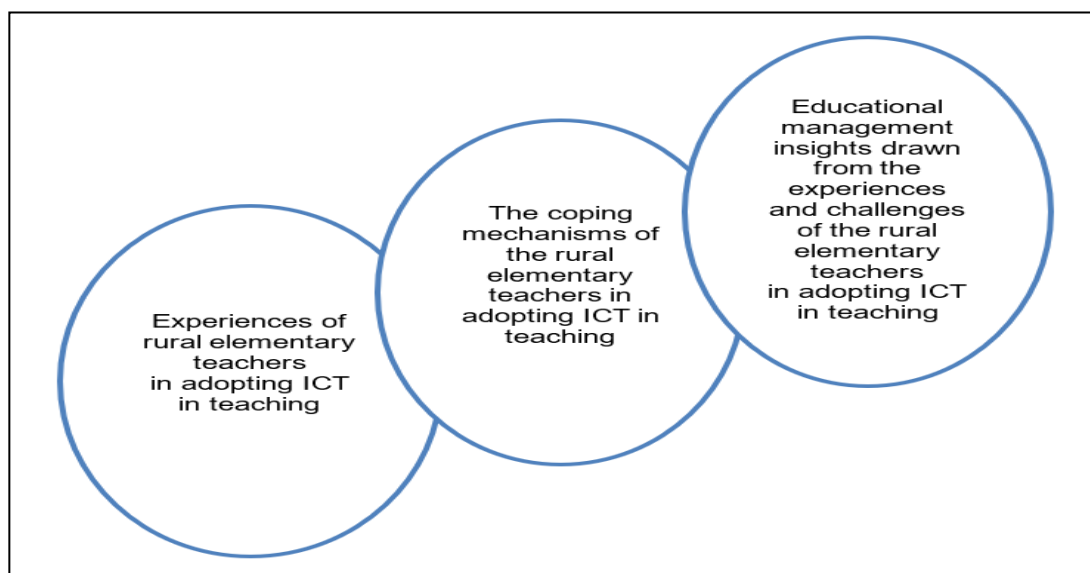 Experiences of
rural elementary
teachers
in adopting ICT
in teaching
The coping
mechanisms of
the rural
elementary
teachers in
adopting ICT in
teaching
Educational
management
insights drawn
from the
experiences
and challenges
of the rural
elementary
teachers
in adopting ICT
in teaching